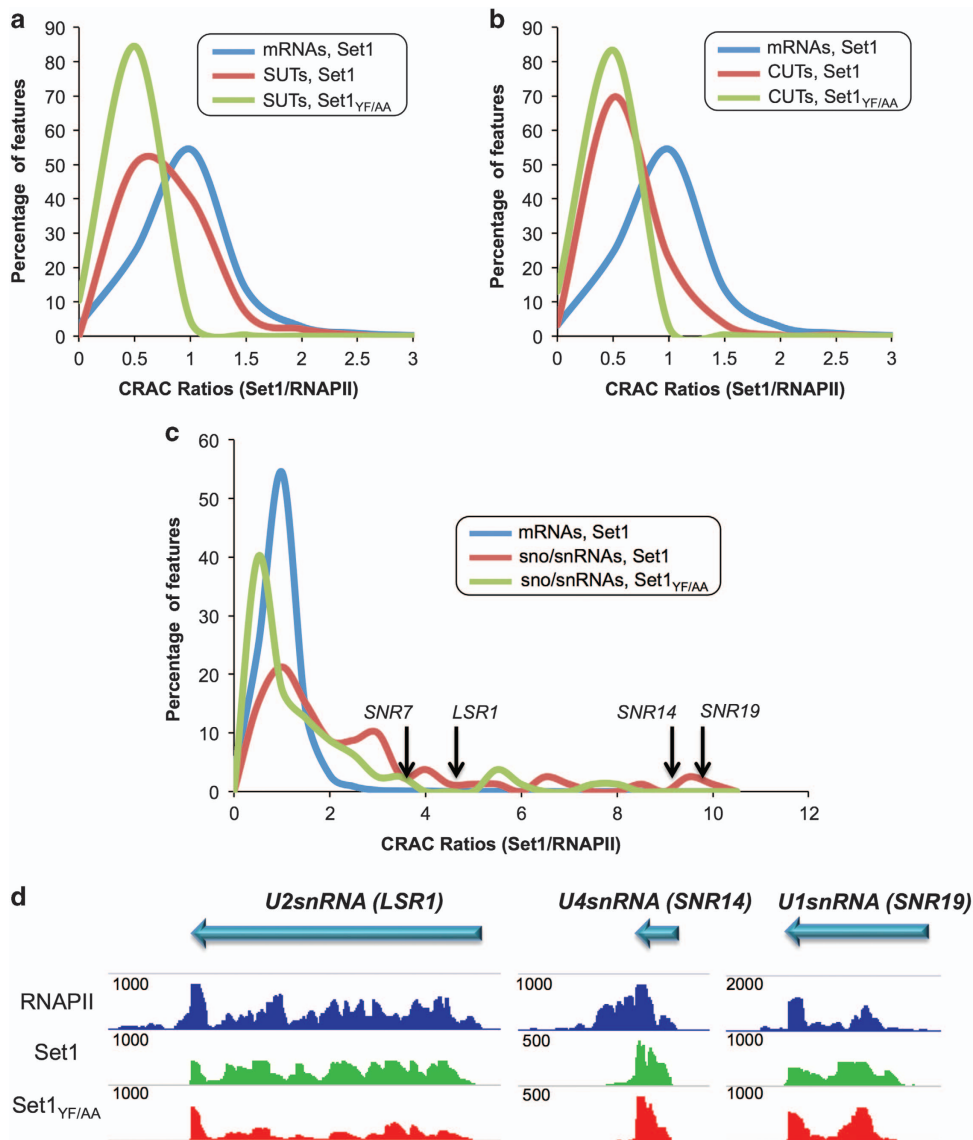 a
Percentage of features
90
80
70
60
50
40
30
20
10
0
mRNAs, Set1
SUTs, Set1
SUTs, Set1YF/AA
0 0.5 1 1.5 2 2.5 3
CRAC Ratios (Set1/RNAPII)
b
Percentage of features
90
80
70
60
50
40
30
20
10
0
mRNAs, Set1
CUTs, Set1
CUTs, Set1YF/AA
0 0.5 1 1.5 2 2.5 3
CRAC Ratios (Set1/RNAPII)
c
Percentage of features
60
50
40
30
20
10
0
mRNAs, Set1
sno/snRNAs, Set1
sno/snRNAs, Set1YF/AA
SNR7 LSR1 SNR14 SNR19
0 2 4 6 8 10 12
CRAC Ratios (Set1/RNAPII)
d
U2snRNA (LSR1) U4snRNA (SNR14) U1snRNA (SNR19)
RNAPII 1000 1000 2000
Set1 1000 500 1000
Set1YF/AA 1000 500 1000